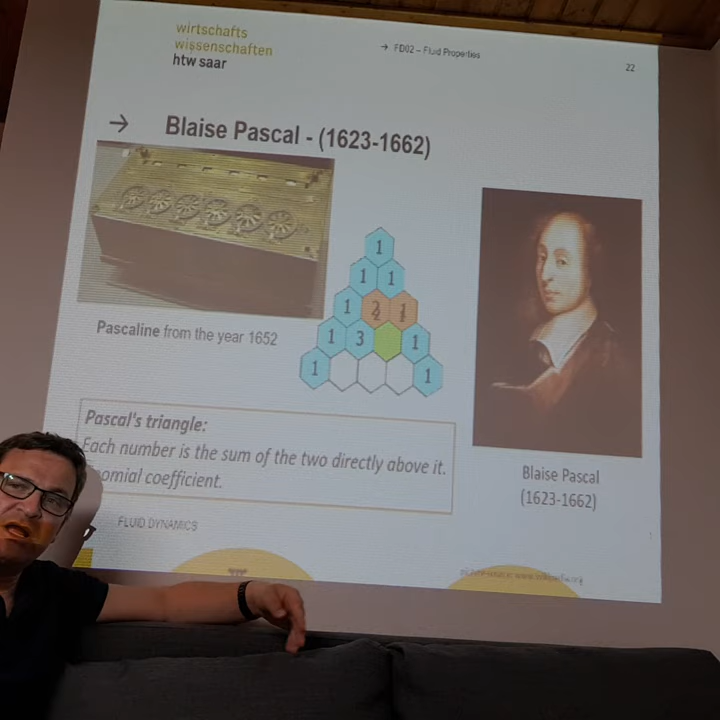 wirtschafts
wissenschaften
htw saar
→ FD02 – Fluid Properties
22
→ Blaise Pascal - (1623-1662)
1
1 1
1 2 1
1 3 1
1 1
Pascaline from the year 1652
Pascal's triangle:
Each number is the sum of the two directly above it.
coefficient.
Blaise Pascal
(1623-1662)
FLUID DYNAMICS